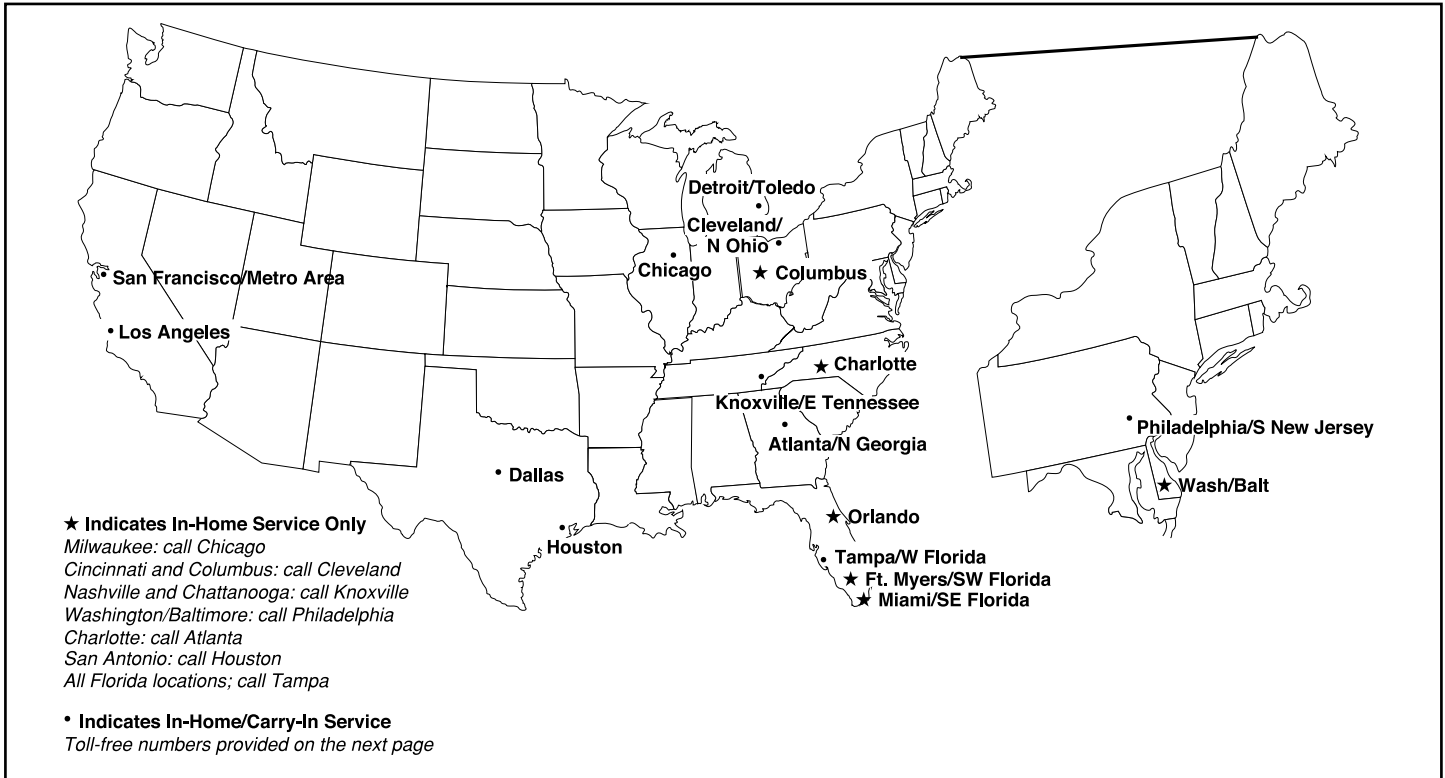 Detroit/Toledo
Cleveland/
N Ohio
Chicago
★ Columbus
San Francisco/Metro Area
Los Angeles
★ Charlotte
Knoxville/E Tennessee
Atlanta/N Georgia
Philadelphia/S New Jersey
• Dallas
★ Wash/Balt
Houston
★ Orlando
Tampa/W Florida
★ Ft. Myers/SW Florida
★ Miami/SE Florida
★ Indicates In-Home Service Only
Milwaukee: call Chicago
Cincinnati and Columbus: call Cleveland
Nashville and Chattanooga: call Knoxville
Washington/Baltimore: call Philadelphia
Charlotte: call Atlanta
San Antonio: call Houston
All Florida locations; call Tampa
• Indicates In-Home/Carry-In Service
Toll-free numbers provided on the next page